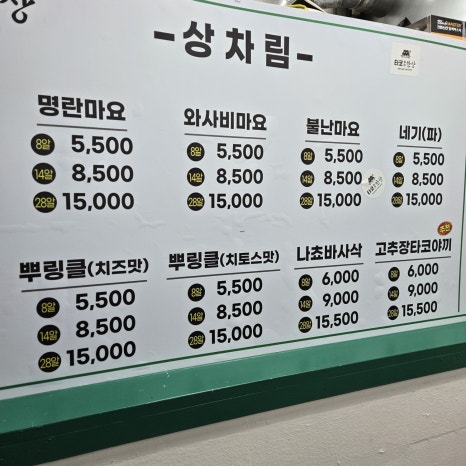 -상차림-
명란마요
8알 5,500
14알 8,500
28알 15,000
와사비마요
8알 5,500
14알 8,500
28알 15,000
불난마요
8알 5,500
14알 8,500
28알 15,000
네기(파)
8알 5,500
14알 8,500
28알 15,000
뿌링클(치즈맛)
8알 5,500
14알 8,500
28알 15,000
뿌링클(치토스맛)
8알 5,500
14알 8,500
28알 15,000
나쵸바사삭
8알 6,000
14알 9,000
28알 15,500
추천
고추장타코야끼
8알 6,000
14알 9,000
28알 15,500